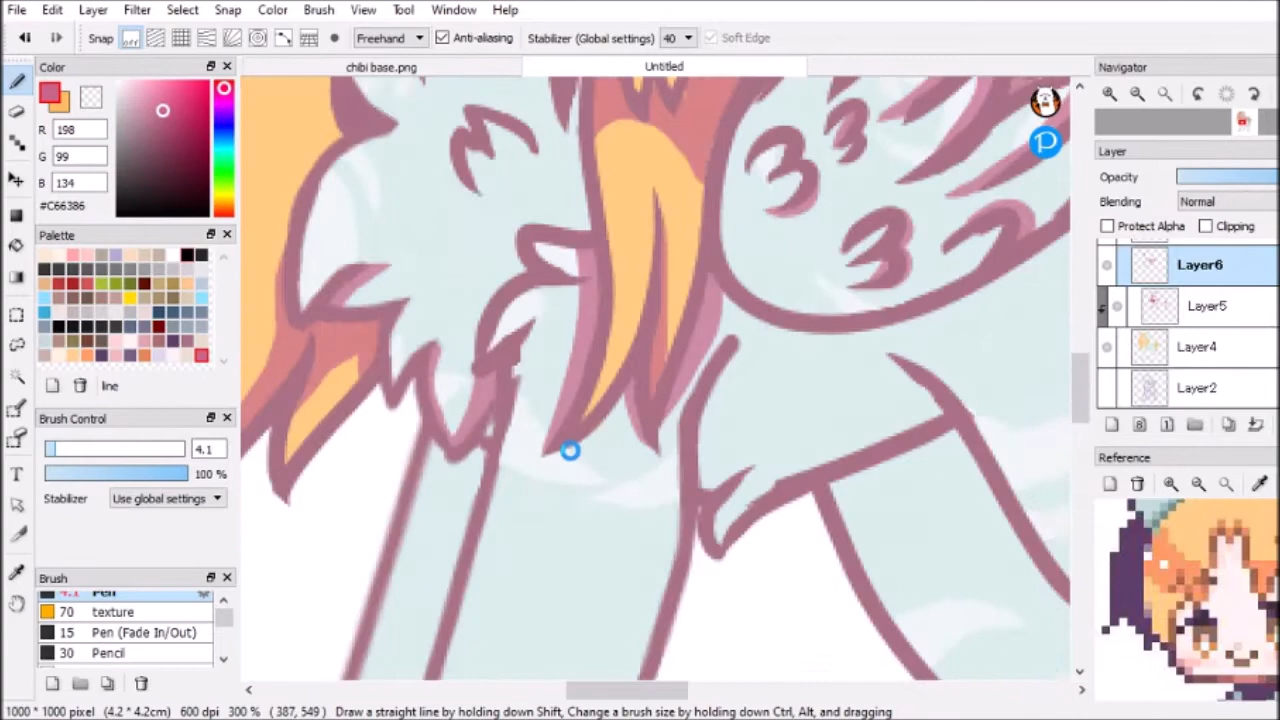 File Edit Layer Filter Select Snap Color Brush View Tool Window Help
Snap off Freehand Anti-aliasing Stabilizer (Global settings) 40 Soft Edge
Color chibi base.png Untitled Navigator
R 198
G 99
B 134
#C66386
Layer
Opacity
Blending Normal
Protect Alpha Clipping
Palette
Layer6
Layer5
Layer4
Layer2
line
Brush Control
4.1
100 %
Stabilizer Use global settings
Reference
Brush
4.1 Pen
70 texture
15 Pen (Fade In/Out)
30 Pencil
1000 * 1000 pixel (4.2 * 4.2cm) 600 dpi 300 % ( 387, 549 ) Draw a straight line by holding down Shift, Change a brush size by holding down Ctrl, Alt, and dragging